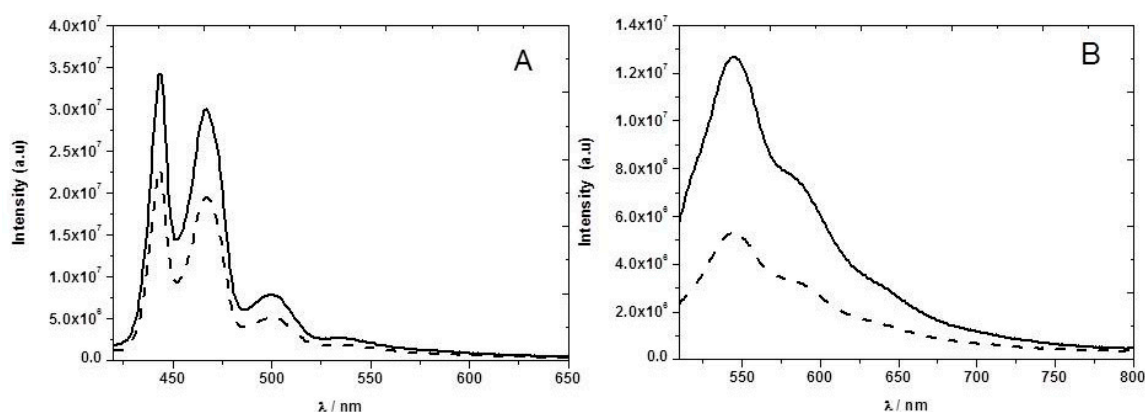 A
Intensity (a.u)
4.0x10⁷
3.5x10⁷
3.0x10⁷
2.5x10⁷
2.0x10⁷
1.5x10⁷
1.0x10⁷
5.0x10⁶
0.0
450 500 550 600 650
λ / nm
B
Intensity (a.u)
1.4x10⁷
1.2x10⁷
1.0x10⁷
8.0x10⁶
6.0x10⁶
4.0x10⁶
2.0x10⁶
0.0
550 600 650 700 750 800
λ / nm